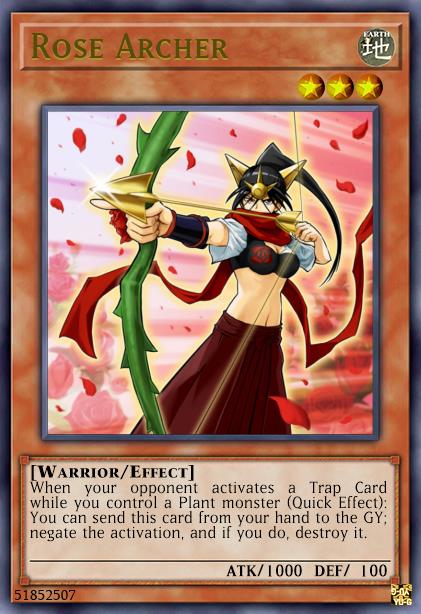 Rose Archer
EARTH
地
[Warrior/Effect]
When your opponent activates a Trap Card
while you control a Plant monster (Quick Effect):
You can send this card from your hand to the GY;
negate the activation, and if you do, destroy it.
ATK/1000 DEF/ 100
51852507